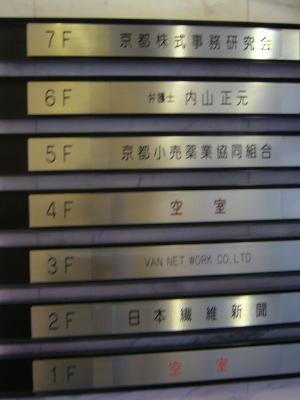 7F 京都株式事務研究会
6F 弁護士 内山正元
5F 京都小売薬業協同組合
4F 空室
3F VAN NET WORK CO,LTD
2F 日本繊維新聞
1F 空室